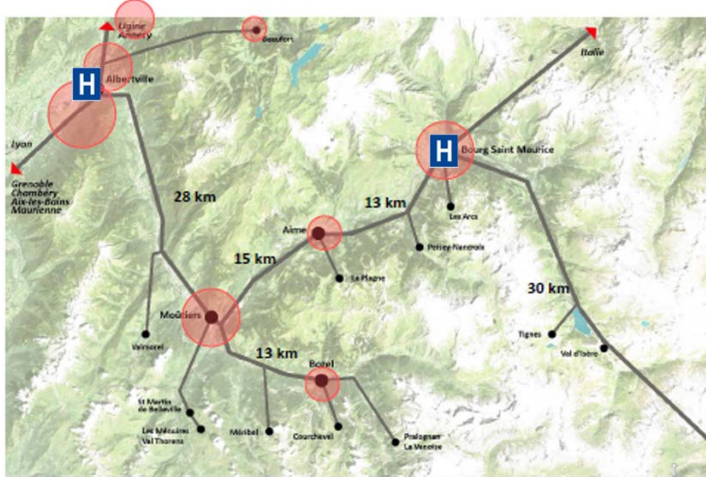 Ugine
Annecy
Beaufort
H
Albertville
Italie
Lyon
Grenoble
Chambéry
Aix-les-Bains
Maurienne
H
Bourg Saint Maurice
28 km
13 km
Les Arcs
Aime
Peisey-Nancroix
15 km
La Plagne
30 km
Moûtiers
Valmorel
Tignes
Val d'Isère
13 km
Bozel
St Martin
de Belleville
Les Ménuires
Val Thorens
Méribel
Courchevel
Pralognan
La Vanoise